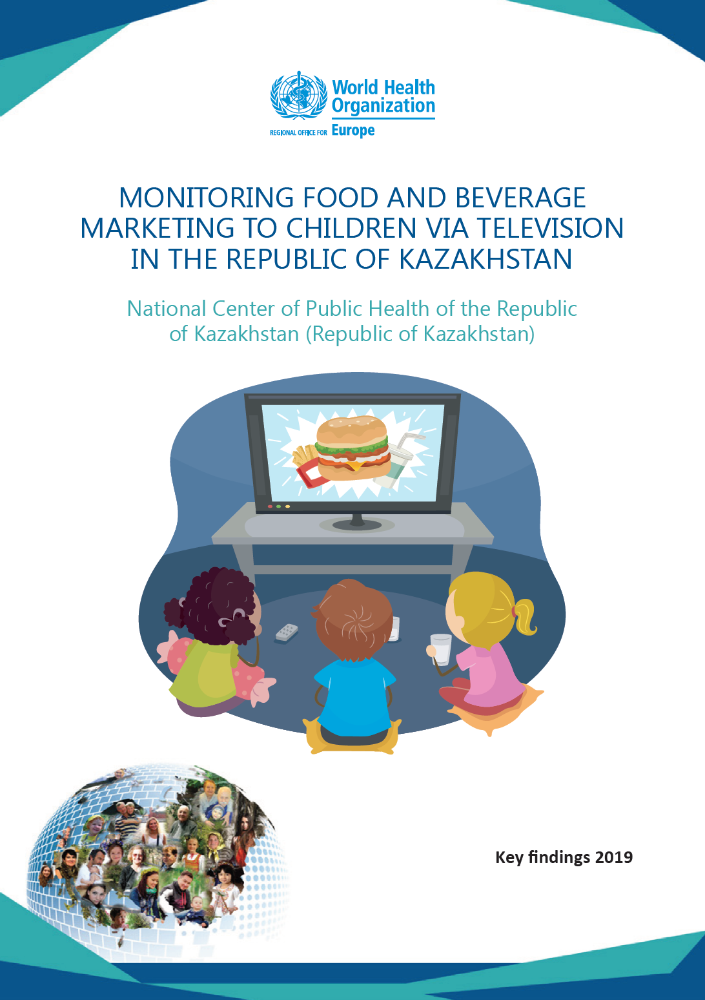 World Health
Organization
REGIONAL OFFICE FOR Europe
MONITORING FOOD AND BEVERAGE
MARKETING TO CHILDREN VIA TELEVISION
IN THE REPUBLIC OF KAZAKHSTAN
National Center of Public Health of the Republic
of Kazakhstan (Republic of Kazakhstan)
Key findings 2019